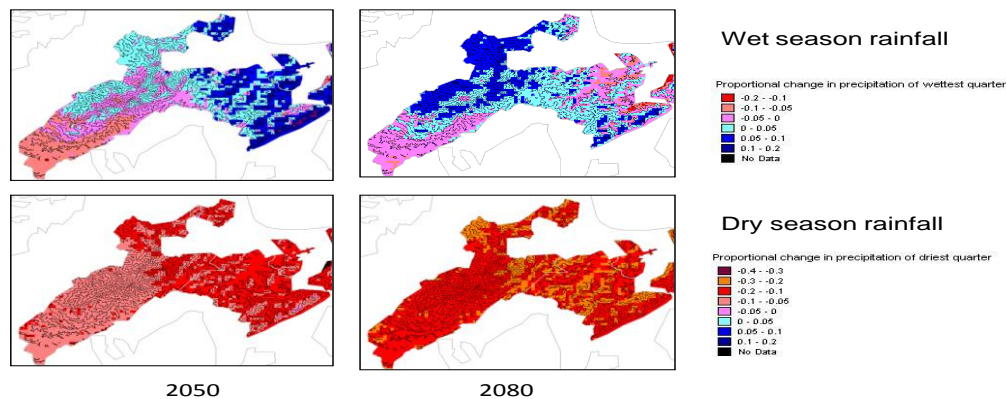 Wet season rainfall
Proportional change in precipitation of wettest quarter
-0.2 - -0.1
-0.1 - -0.05
-0.05 - 0
0 - 0.05
0.05 - 0.1
0.1 - 0.2
No Data
Dry season rainfall
Proportional change in precipitation of driest quarter
-0.4 - -0.3
-0.3 - -0.2
-0.2 - -0.1
-0.1 - -0.05
-0.05 - 0
0 - 0.05
0.05 - 0.1
0.1 - 0.2
No Data
2050
2080